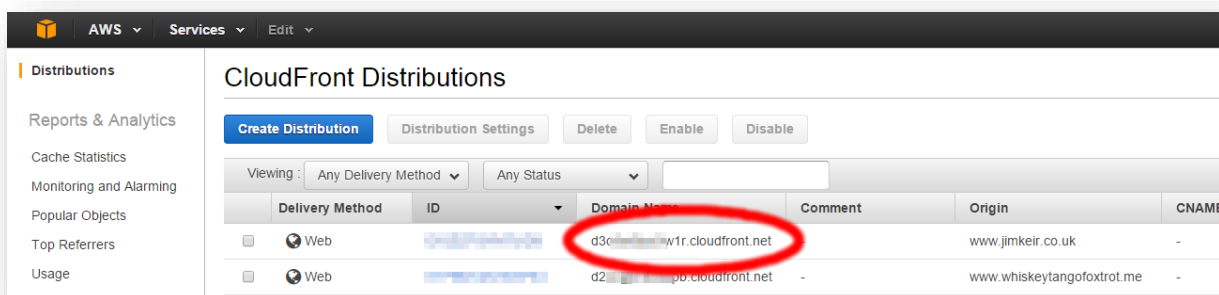 AWS Services Edit
Distributions
CloudFront Distributions
Reports & Analytics
Create Distribution Distribution Settings Delete Enable Disable
Cache Statistics
Viewing : Any Delivery Method Any Status
Monitoring and Alarming
Delivery Method ID Domain Name Comment Origin CNAME
Popular Objects
Web w1r.cloudfront.net - www.jimkeir.co.uk -
Top Referrers
Web .cloudfront.net - www.whiskeytangofoxtrot.me -
Usage